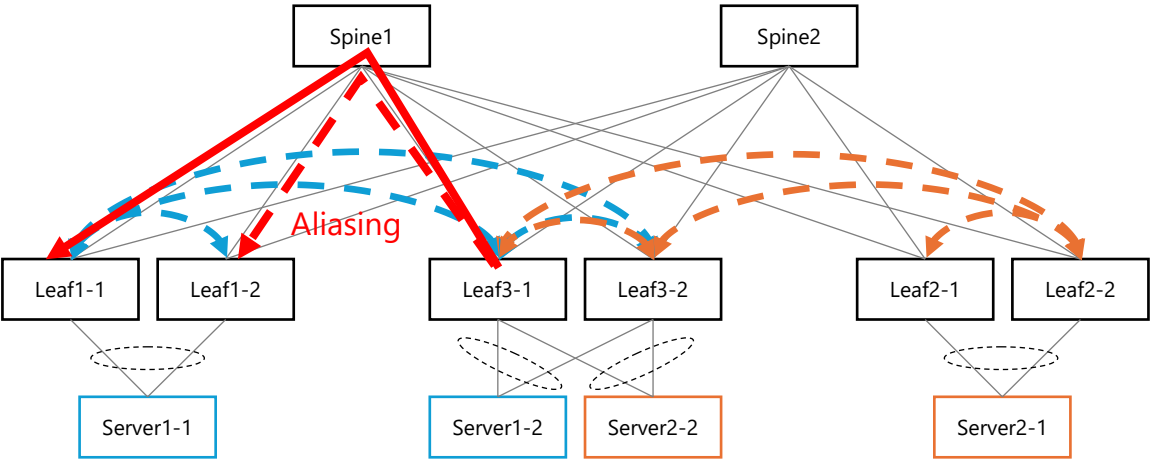 Spine1
Spine2
Aliasing
Leaf1-1
Leaf1-2
Leaf3-1
Leaf3-2
Leaf2-1
Leaf2-2
Server1-1
Server1-2
Server2-2
Server2-1